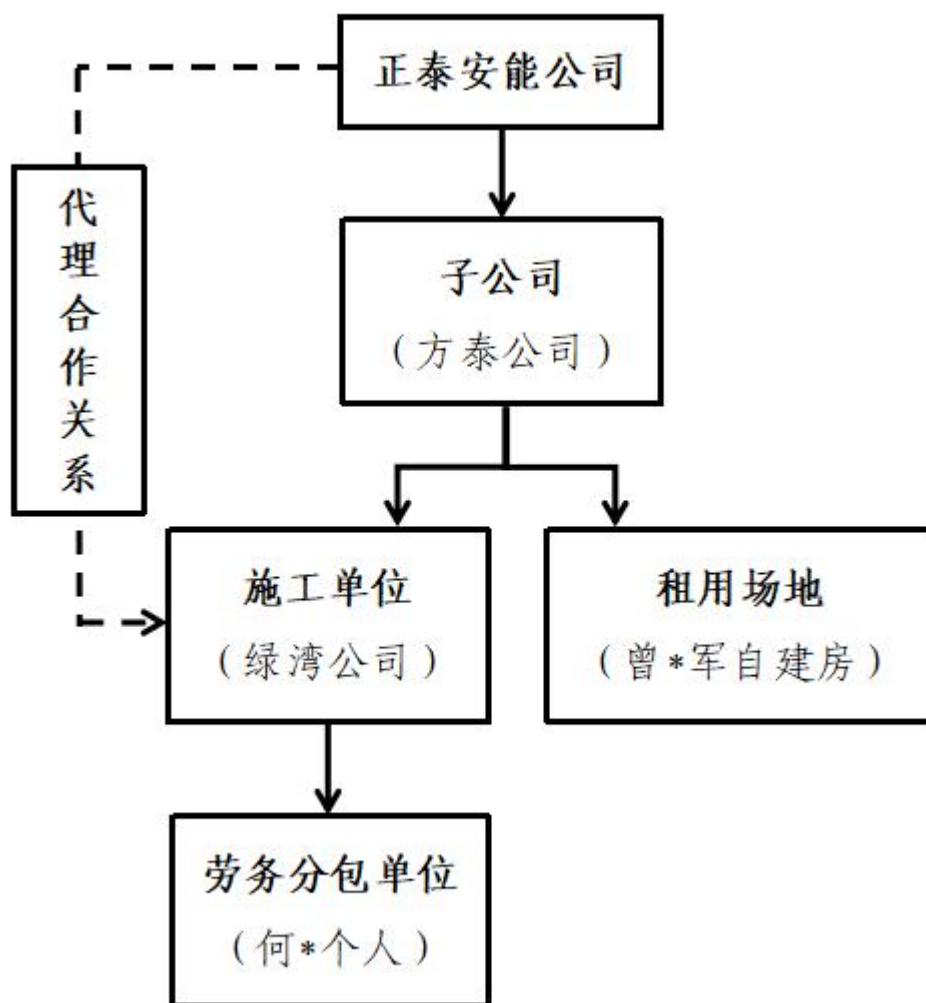 正泰安能公司
代理合作关系
子公司
（方泰公司）
施工单位
（绿湾公司）
租用场地
（曾*军自建房）
劳务分包单位
（何*个人）